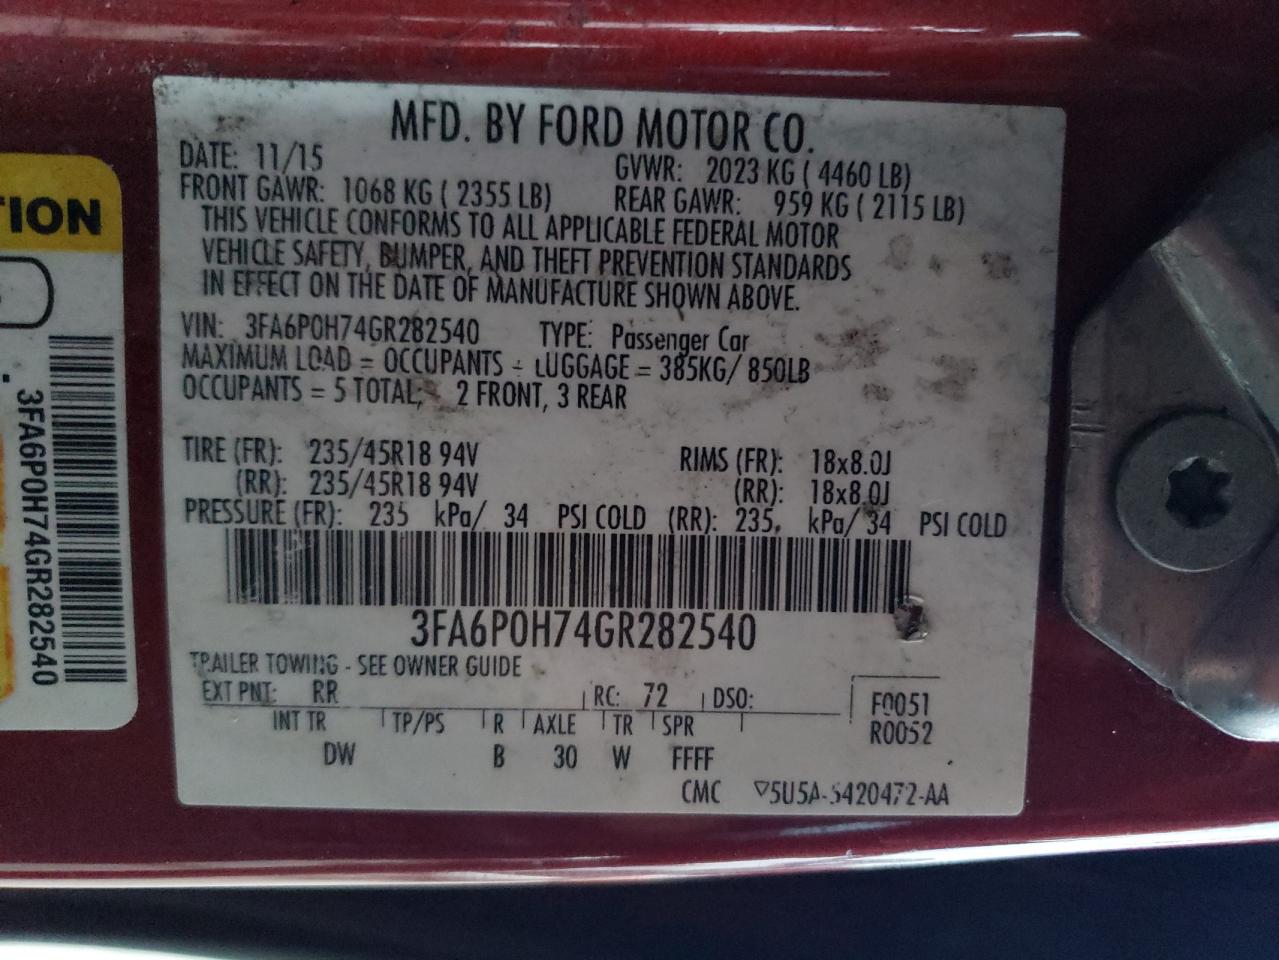 MFD. BY FORD MOTOR CO.
DATE: 11/15 GVWR: 2023 KG ( 4460 LB)
FRONT GAWR: 1068 KG ( 2355 LB) REAR GAWR: 959 KG ( 2115 LB)
THIS VEHICLE CONFORMS TO ALL APPLICABLE FEDERAL MOTOR
VEHICLE SAFETY, BUMPER, AND THEFT PREVENTION STANDARDS
IN EFFECT ON THE DATE OF MANUFACTURE SHOWN ABOVE.
VIN: 3FA6P0H74GR282540 TYPE: Passenger Car
MAXIMUM LOAD = OCCUPANTS + LUGGAGE = 385KG/ 850LB
OCCUPANTS = 5 TOTAL, 2 FRONT, 3 REAR
TIRE (FR): 235/45R18 94V RIMS (FR): 18x8.0J
(RR): 235/45R18 94V (RR): 18x8.0J
PRESSURE (FR): 235 kPa/ 34 PSI COLD (RR): 235 kPa/ 34 PSI COLD
3FA6P0H74GR282540
TRAILER TOWING - SEE OWNER GUIDE
EXT PNT: RR RC: 72 DSO: F0051
INT TR TP/PS R AXLE TR SPR R0052
DW B 30 W FFFF
CMC ▽5U5A-5420472-AA
TION
3FA6P0H74GR282540